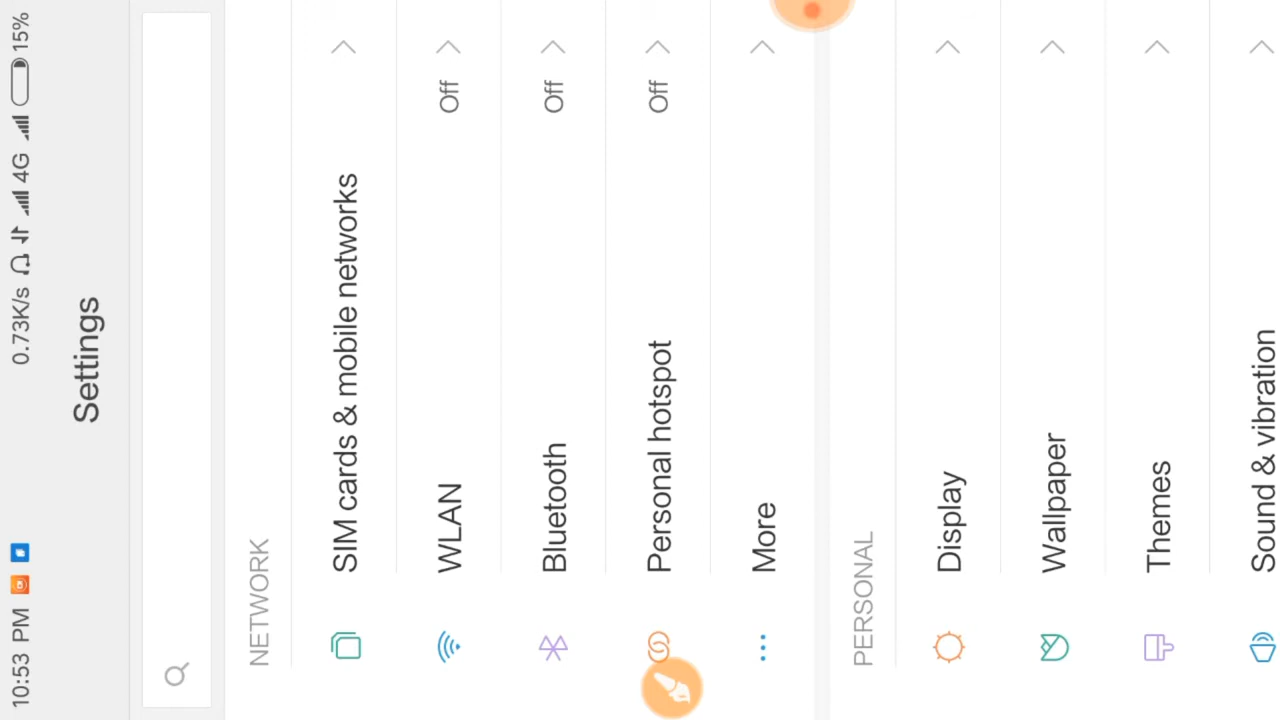 10:53 PM 0.73K/s 4G 15%
Settings
NETWORK
SIM cards & mobile networks
WLAN Off
Bluetooth Off
Personal hotspot Off
More
PERSONAL
Display
Wallpaper
Themes
Sound & vibration